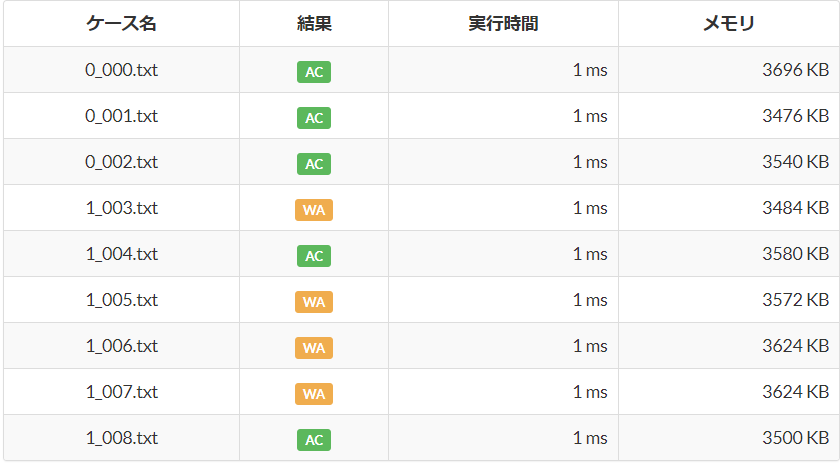 ケース名 結果 実行時間 メモリ
0_000.txt AC 1 ms 3696 KB
0_001.txt AC 1 ms 3476 KB
0_002.txt AC 1 ms 3540 KB
1_003.txt WA 1 ms 3484 KB
1_004.txt AC 1 ms 3580 KB
1_005.txt WA 1 ms 3572 KB
1_006.txt WA 1 ms 3624 KB
1_007.txt WA 1 ms 3624 KB
1_008.txt AC 1 ms 3500 KB